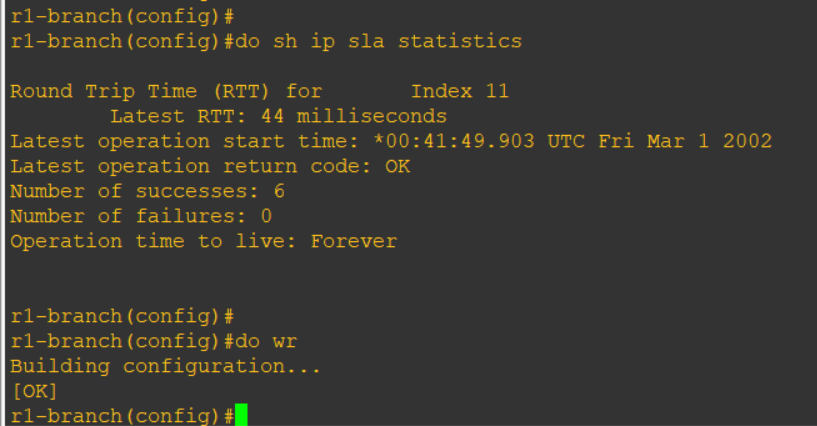 r1-branch(config)#
r1-branch(config)#do sh ip sla statistics
Round Trip Time (RTT) for       Index 11
        Latest RTT: 44 milliseconds
Latest operation start time: *00:41:49.903 UTC Fri Mar 1 2002
Latest operation return code: OK
Number of successes: 6
Number of failures: 0
Operation time to live: Forever
r1-branch(config)#
r1-branch(config)#do wr
Building configuration...
[OK]
r1-branch(config)#